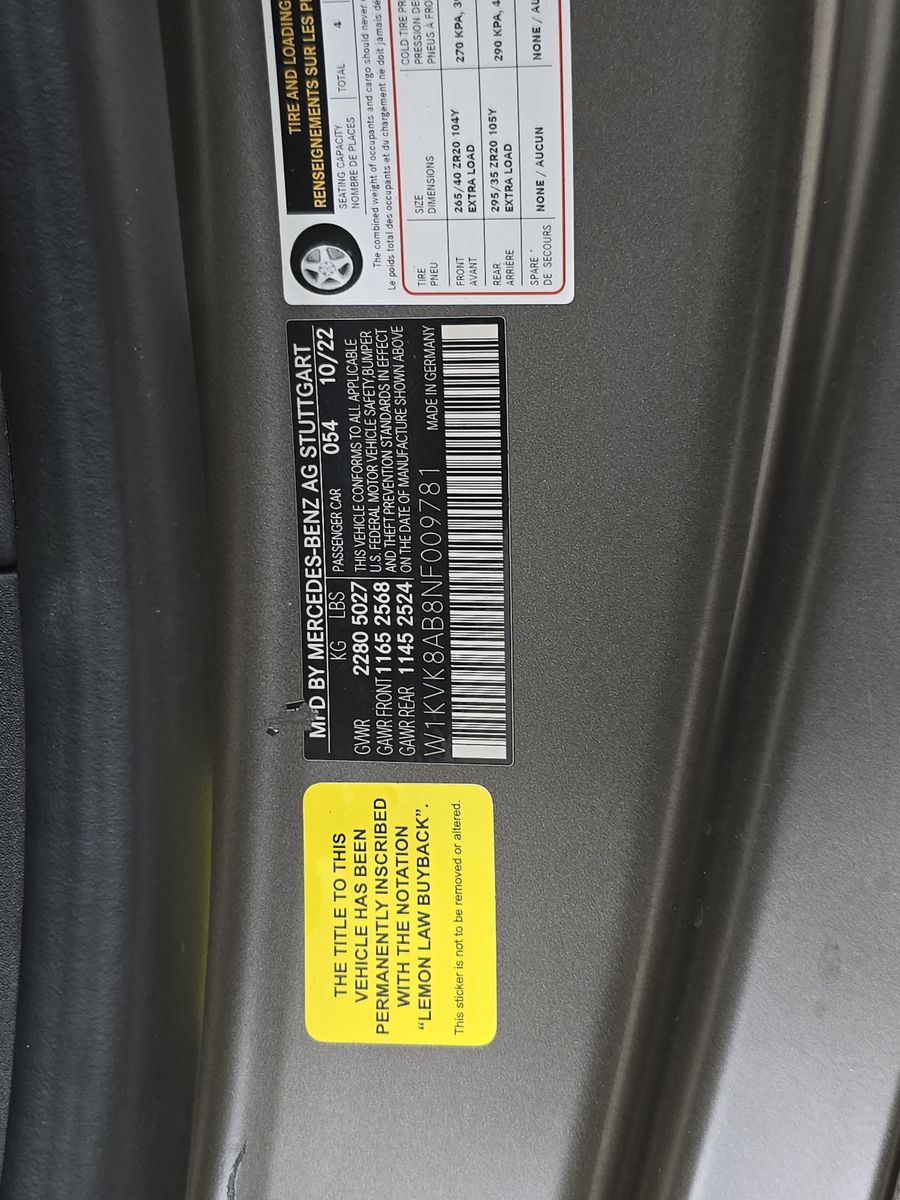 TIRE AND LOADING
RENSEIGNEMENTS SUR LES
SEATING CAPACITY
NOMBRE DE PLACES
TOTAL
4
The combined weight of occupants and cargo should never
Le poids total des occupants et du chargement ne doit jamais
TIRE
PNEU
SIZE
DIMENSIONS
COLD TIRE
PRESSION
PNEUS À
FRONT
AVANT
265/40 ZR20 104Y
EXTRA LOAD
270 KPA,
REAR
ARRIÈRE
295/35 ZR20 105Y
EXTRA LOAD
290 KPA,
SPARE
DE SECOURS
NONE / AUCUN
NONE /
MFD BY MERCEDES-BENZ AG STUTTGART
KG LBS PASSENGER CAR 054 10/22
GVWR 2280 5027 THIS VEHICLE CONFORMS TO ALL APPLICABLE
U.S. FEDERAL MOTOR VEHICLE SAFETY,BUMPER
GAWR FRONT 1165 2568 AND THEFT PREVENTION STANDARDS IN EFFECT
GAWR REAR 1145 2524 ON THE DATE OF MANUFACTURE SHOWN ABOVE
W1KVK8AB8NF009781 MADE IN GERMANY
THE TITLE TO THIS
VEHICLE HAS BEEN
PERMANENTLY INSCRIBED
WITH THE NOTATION
“LEMON LAW BUYBACK”.
This sticker is not to be removed or altered.